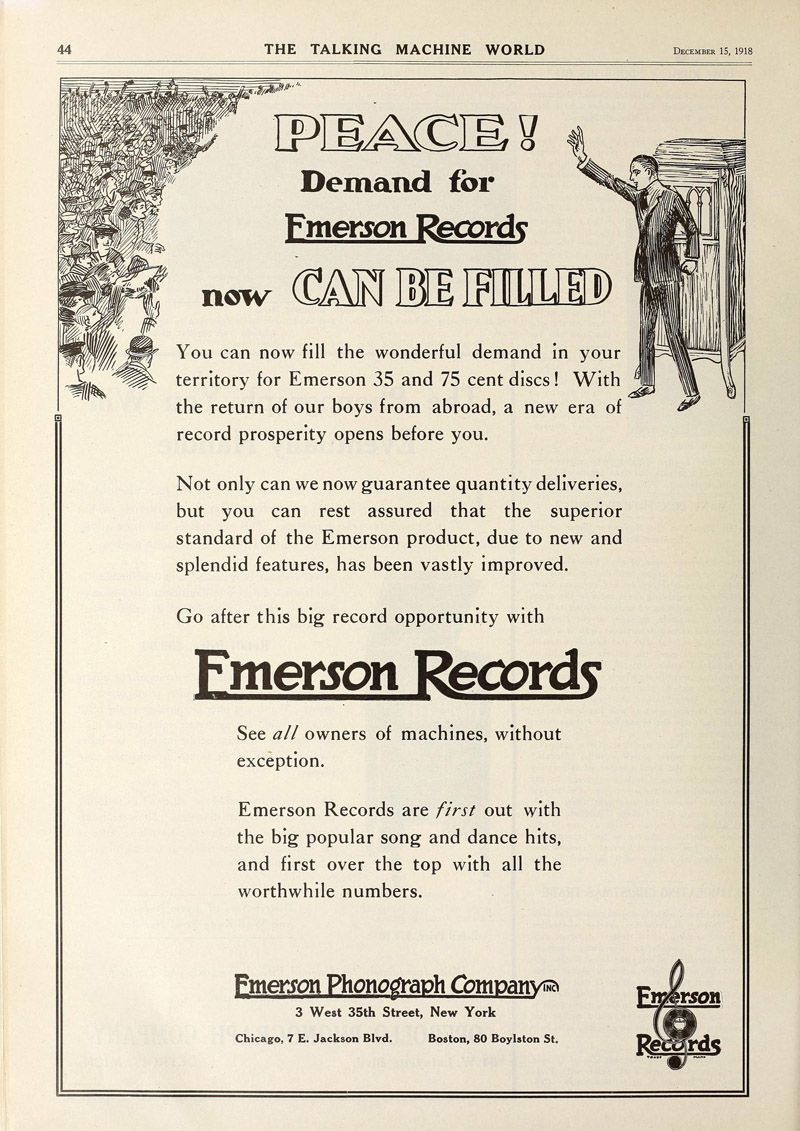 44
THE TALKING MACHINE WORLD
DECEMBER 15, 1918
PEACE!
Demand for
Emerson Records
now CAN BE FILLED
You can now fill the wonderful demand in your
territory for Emerson 35 and 75 cent discs! With
the return of our boys from abroad, a new era of
record prosperity opens before you.
Not only can we now guarantee quantity deliveries,
but you can rest assured that the superior
standard of the Emerson product, due to new and
splendid features, has been vastly improved.
Go after this big record opportunity with
Emerson Records
See all owners of machines, without
exception.
Emerson Records are first out with
the big popular song and dance hits,
and first over the top with all the
worthwhile numbers.
Emerson Phonograph Company INC
3 West 35th Street, New York
Chicago, 7 E. Jackson Blvd. Boston, 80 Boylston St.
Emerson
Records
TRADE MARK